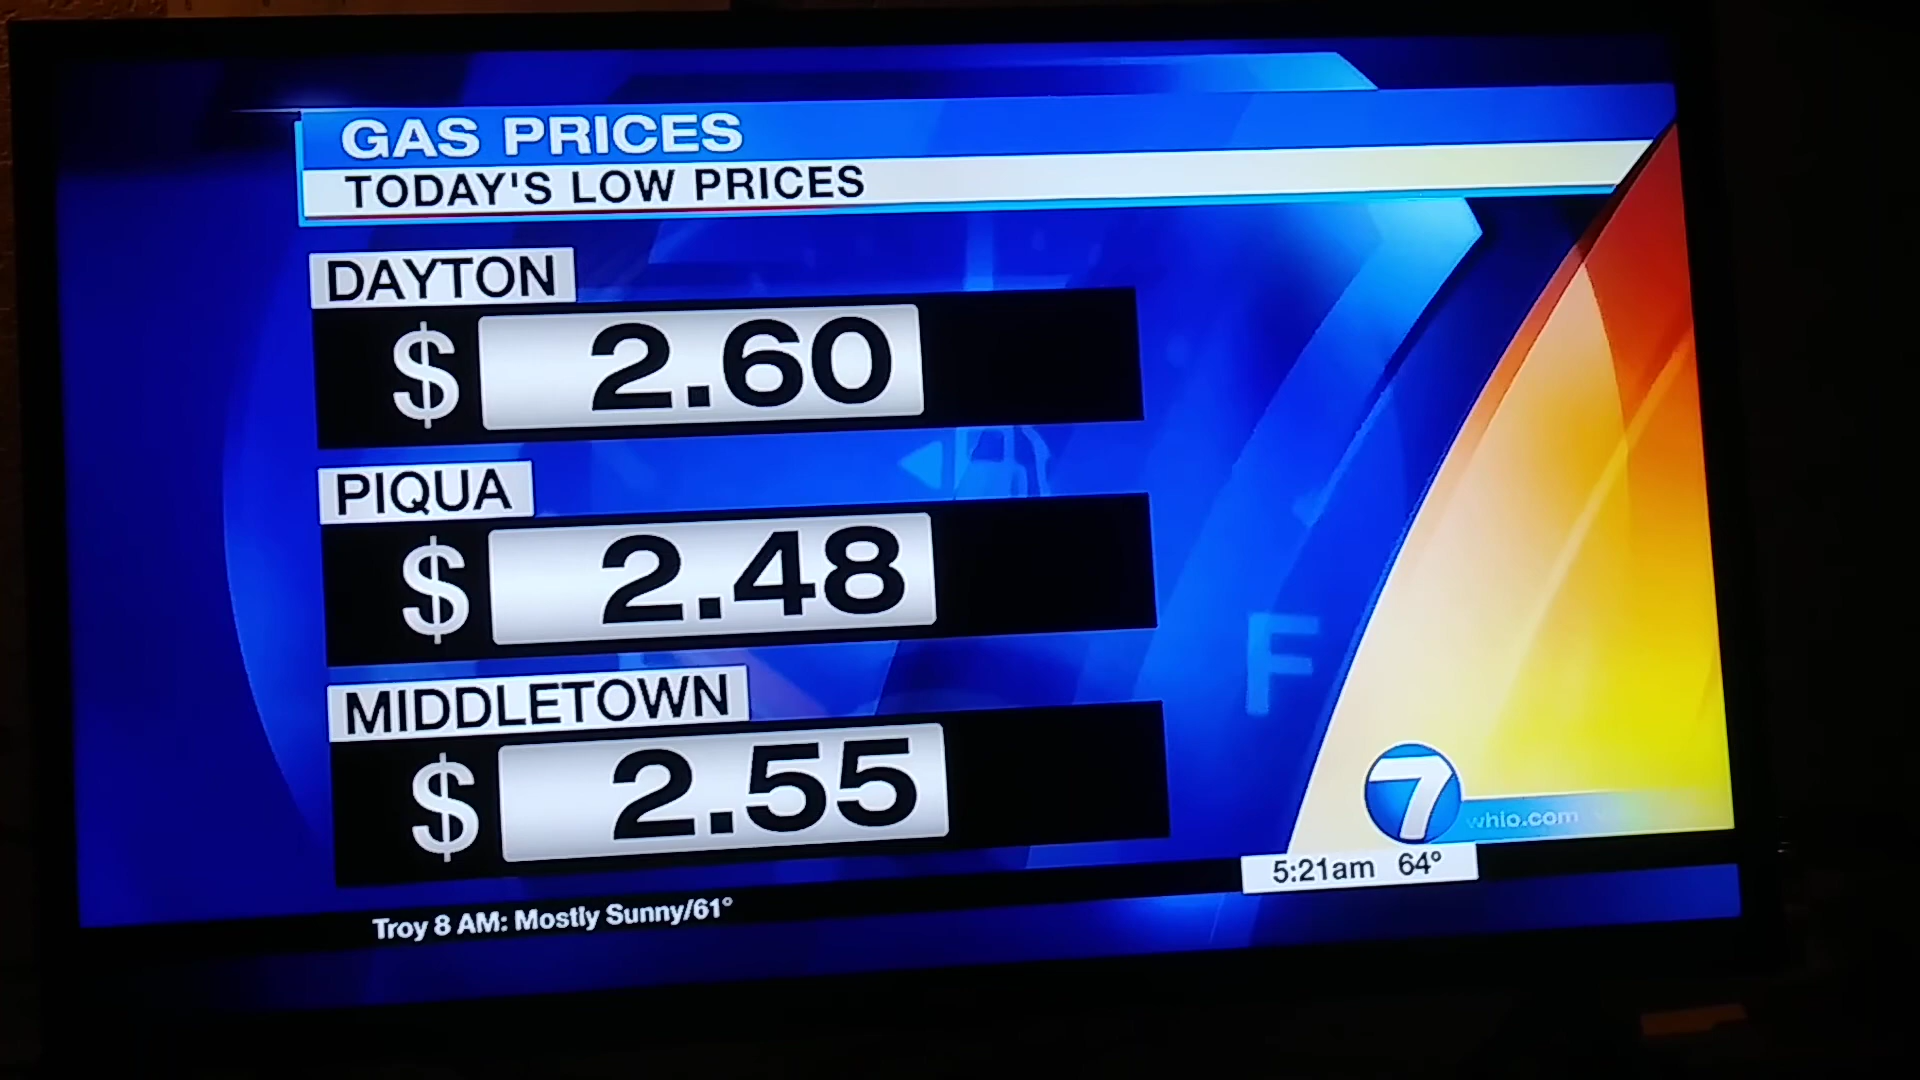 GAS PRICES
TODAY'S LOW PRICES
DAYTON
$ 2.60
PIQUA
$ 2.48
MIDDLETOWN
$ 2.55
F
7
whio.com
5:21am 64°
Troy 8 AM: Mostly Sunny/61°